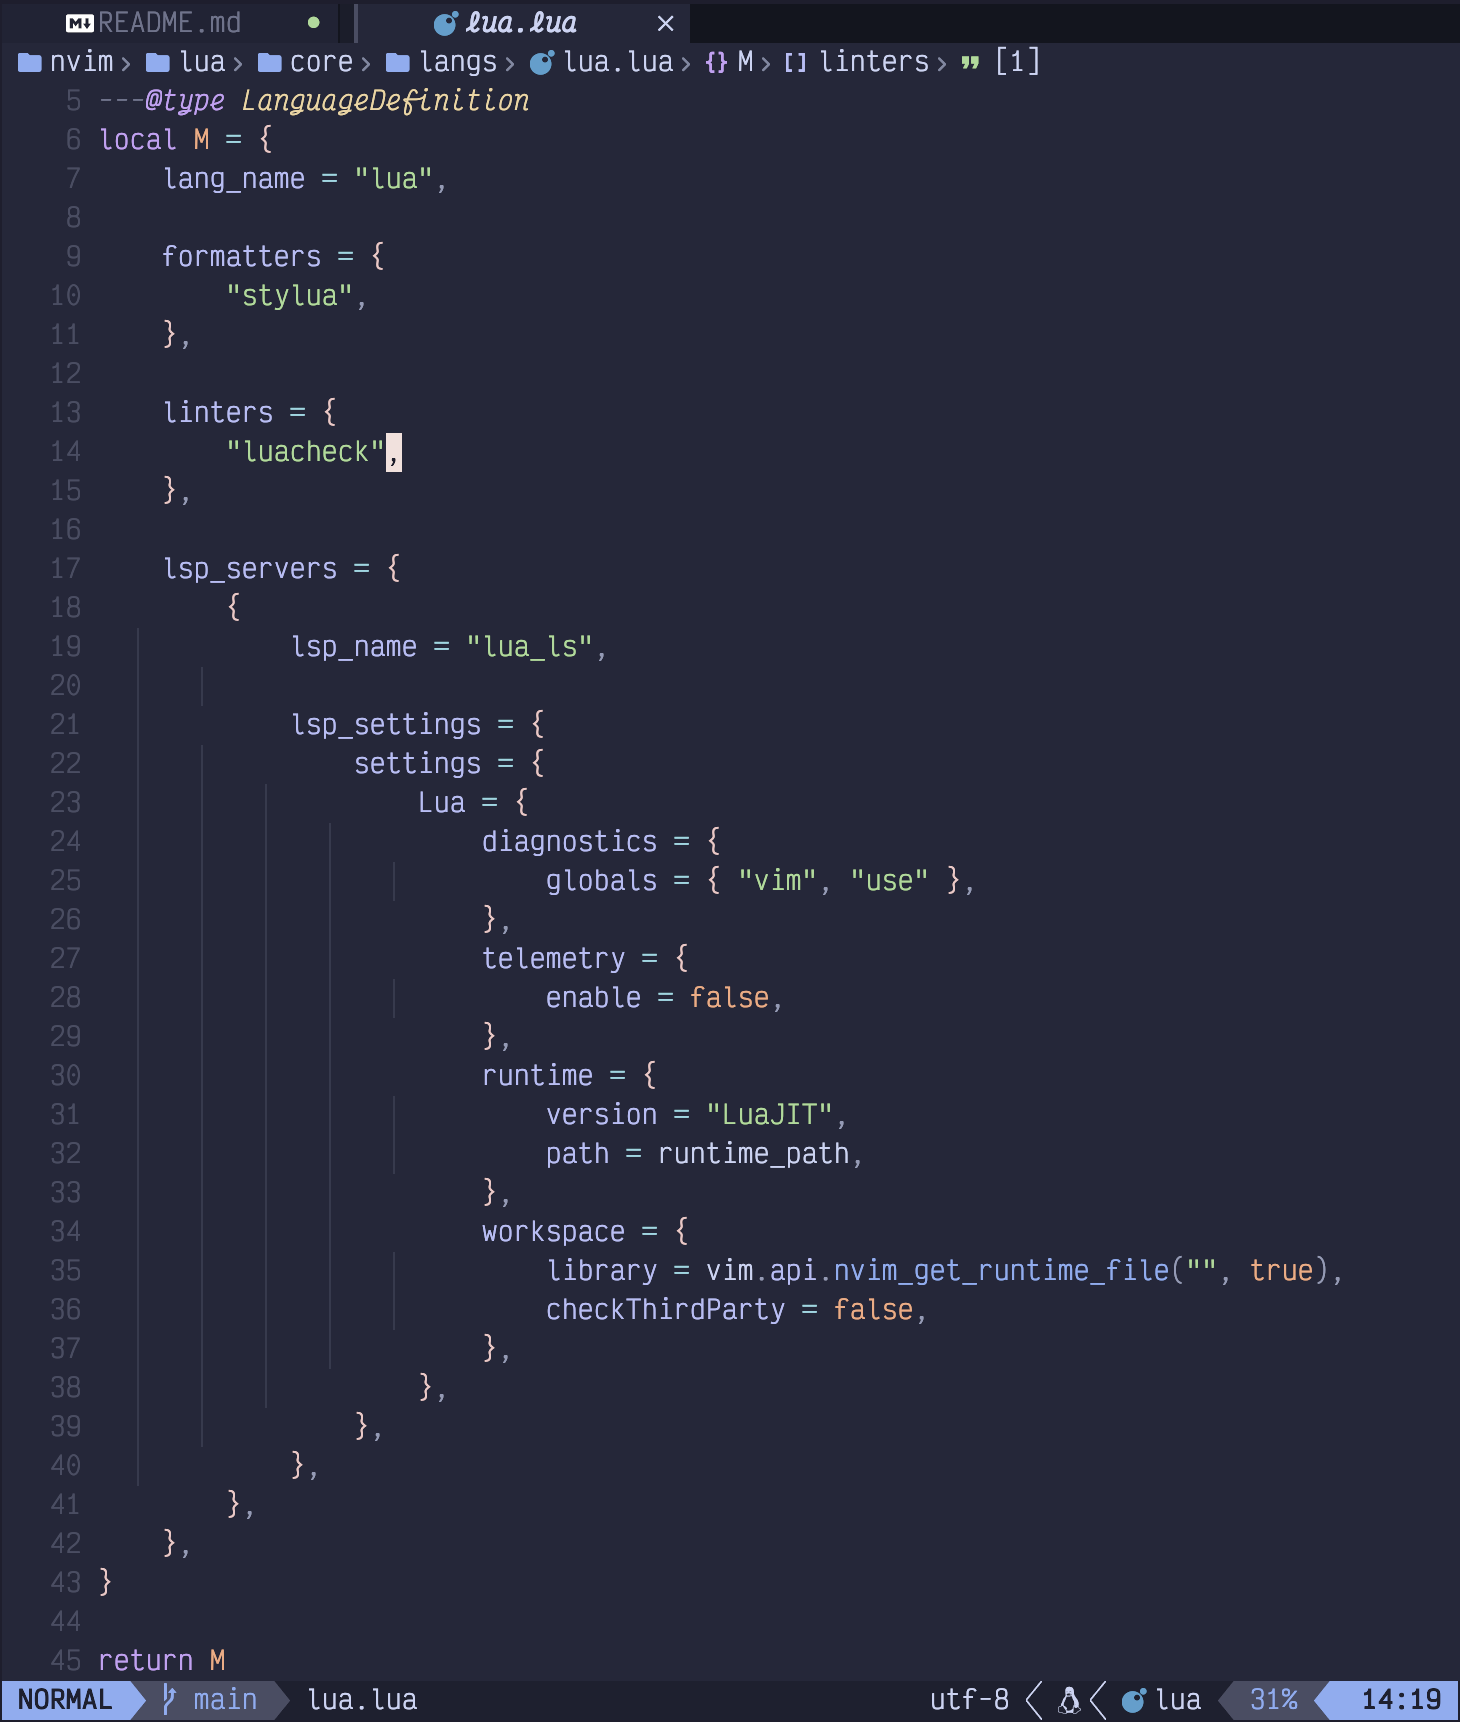 README.md ● lua.lua ×
nvim › lua › core › langs › lua.lua › {} M › [] linters › [1]
5 ---@type LanguageDefinition
6 local M = {
7     lang_name = "lua",
8
9     formatters = {
10         "stylua",
11     },
12
13     linters = {
14         "luacheck",
15     },
16
17     lsp_servers = {
18         {
19             lsp_name = "lua_ls",
20
21             lsp_settings = {
22                 settings = {
23                     Lua = {
24                         diagnostics = {
25                             globals = { "vim", "use" },
26                         },
27                         telemetry = {
28                             enable = false,
29                         },
30                         runtime = {
31                             version = "LuaJIT",
32                             path = runtime_path,
33                         },
34                         workspace = {
35                             library = vim.api.nvim_get_runtime_file("", true),
36                             checkThirdParty = false,
37                         },
38                     },
39                 },
40             },
41         },
42     },
43 }
44
45 return M
NORMAL main lua.lua utf-8 lua 31% 14:19